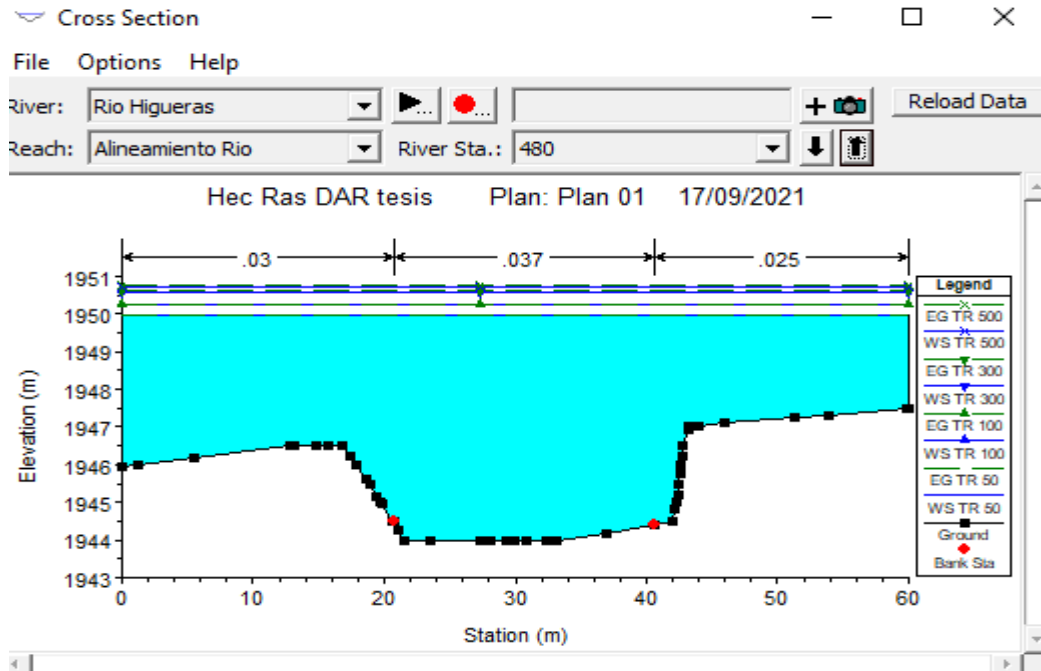 Cross Section
File Options Help
River: Rio Higueras ... ... + Reload Data
Reach: Alineamiento Rio River Sta.: 480
Hec Ras DAR tesis Plan: Plan 01 17/09/2021
.03 .037 .025
1951
1950
1949
1948
1947
1946
1945
1944
1943
Elevation (m)
0 10 20 30 40 50 60
Station (m)
Legend
EG TR 500
WS TR 500
EG TR 300
WS TR 300
EG TR 100
WS TR 100
EG TR 50
WS TR 50
Ground
Bank Sta